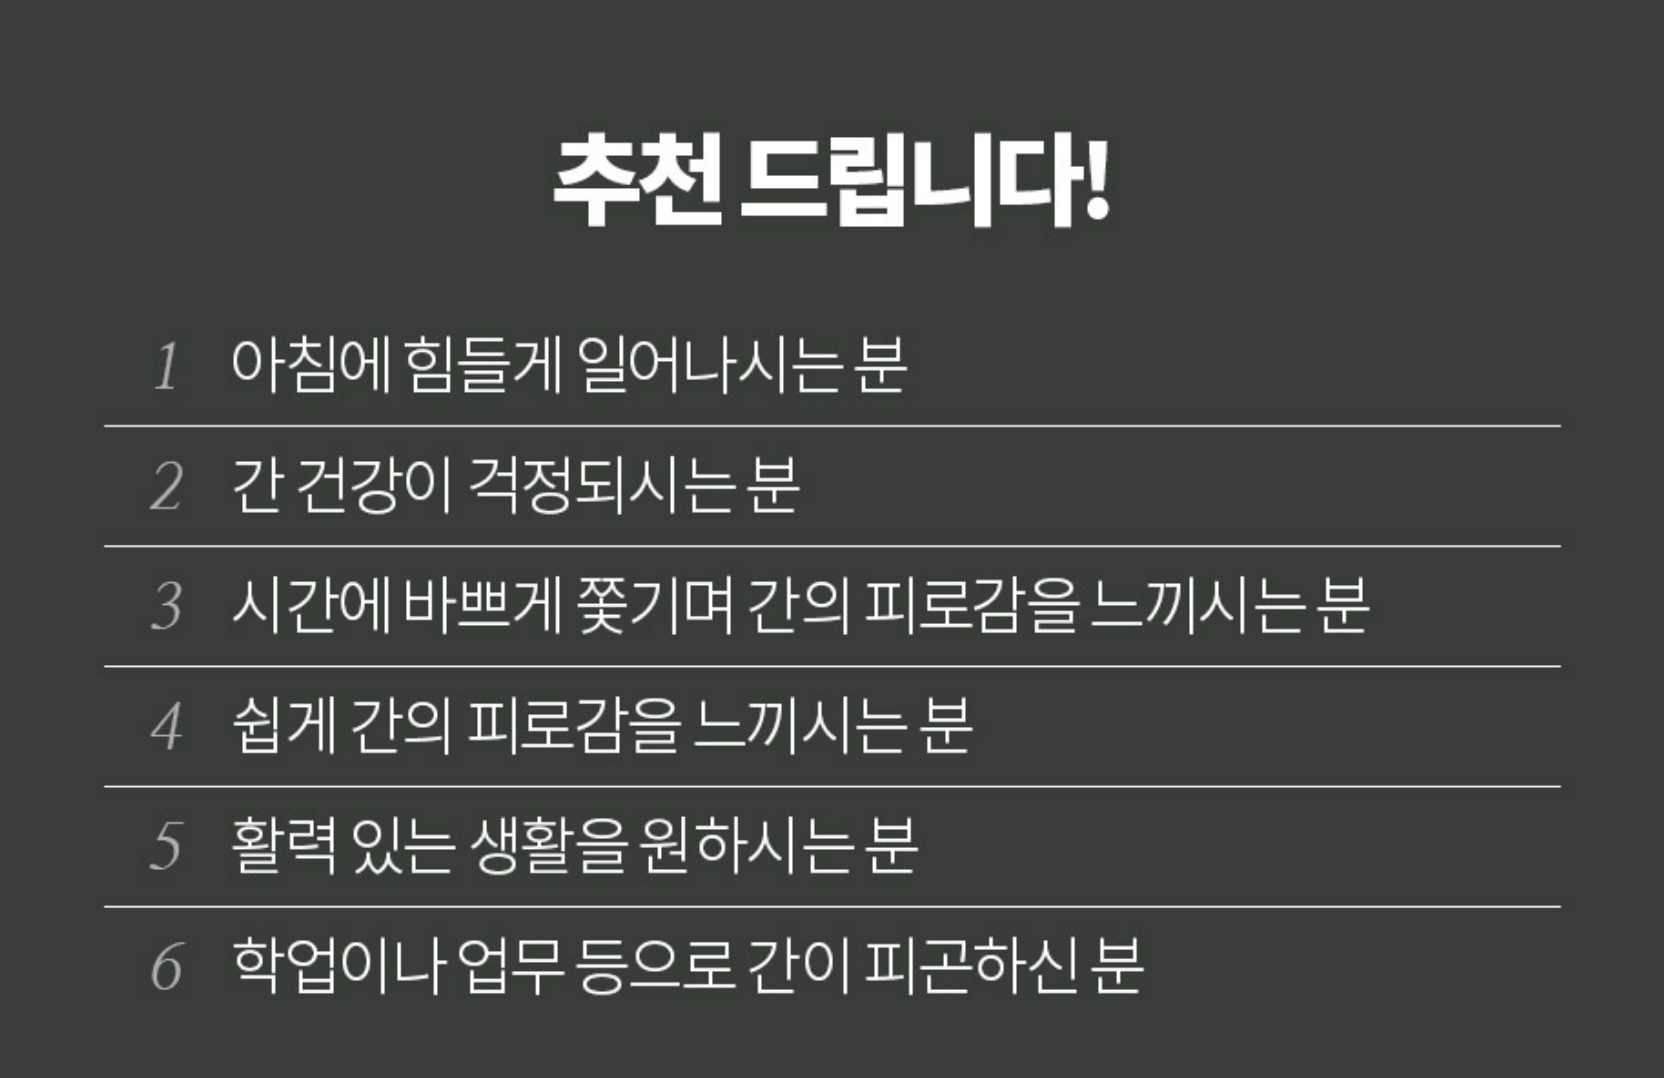 추천 드립니다!
1 아침에 힘들게 일어나시는 분
2 간 건강이 걱정되시는 분
3 시간에 바쁘게 쫓기며 간의 피로감을 느끼시는 분
4 쉽게 간의 피로감을 느끼시는 분
5 활력 있는 생활을 원하시는 분
6 학업이나 업무 등으로 간이 피곤하신 분